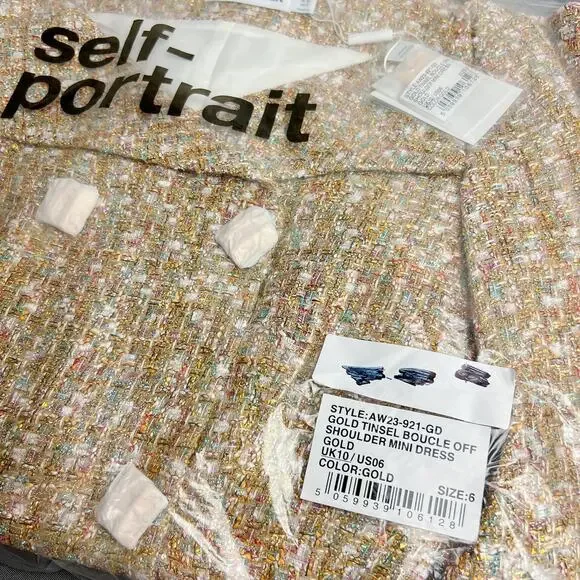 self-
portrait
STYLE:AW23-921-GD
GOLD TINSEL BOUCLE OFF
SHOULDER MINI DRESS
GOLD
UK10 / US06
COLOR:GOLD
SIZE:6
5 059939 106128